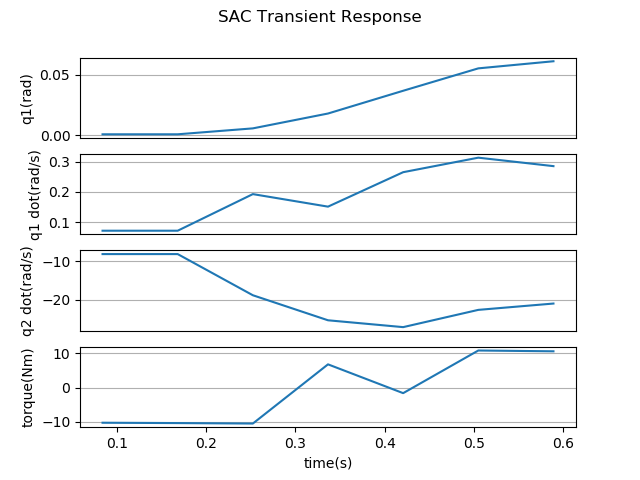 SAC Transient Response
q1(rad)
0.05
0.00
q1 dot(rad/s)
0.3
0.2
0.1
q2 dot(rad/s)
−10
−20
torque(Nm)
10
0
−10
0.1 0.2 0.3 0.4 0.5 0.6
time(s)